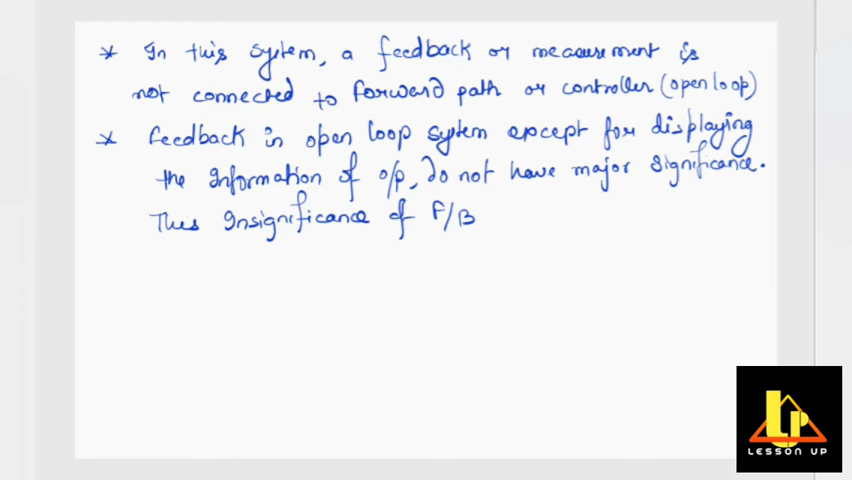 * In this system, a feedback or measurement is
not connected to forward path or controller (open loop)
* feedback in open loop system except for displaying
the Information of o/p, do not have major significance.
This Insignificance of F/B
LESSON UP